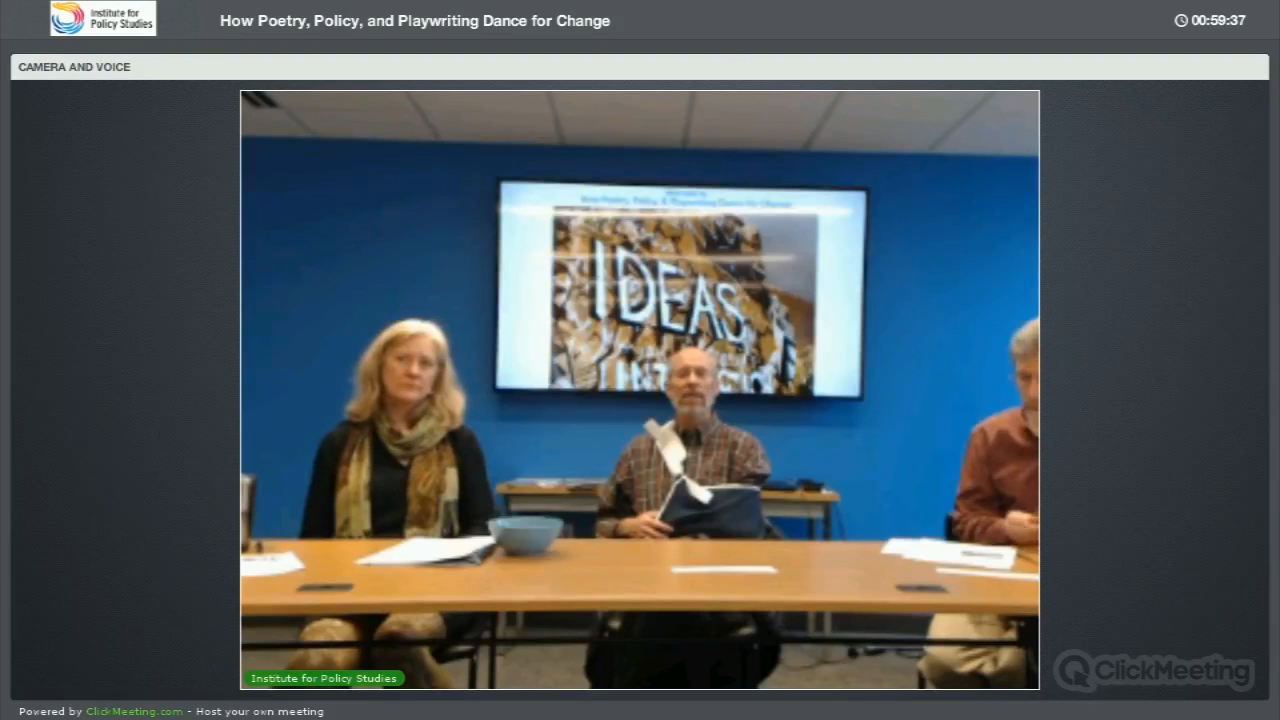 Institute for
Policy Studies
How Poetry, Policy, and Playwriting Dance for Change
00:59:37
CAMERA AND VOICE
How Poetry, Policy, & Playwriting Dance for Change
IDEAS
Institute for Policy Studies
ClickMeeting
Powered by ClickMeeting.com - Host your own meeting